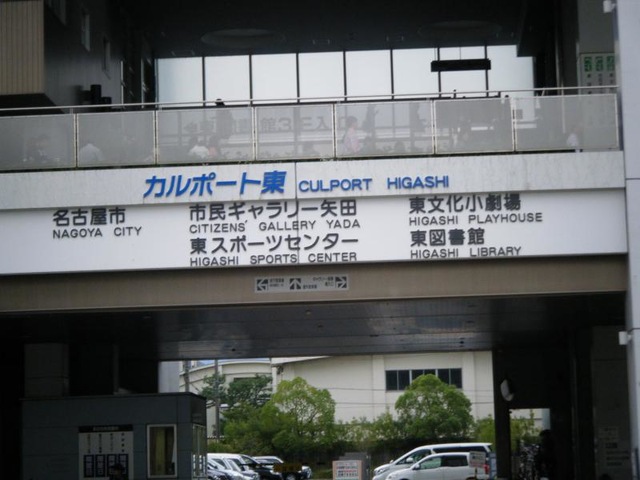 カルポート東 CULPORT HIGASHI
名古屋市
NAGOYA CITY
市民ギャラリー矢田
CITIZENS' GALLERY YADA
東スポーツセンター
HIGASHI SPORTS CENTER
東文化小劇場
HIGASHI PLAYHOUSE
東図書館
HIGASHI LIBRARY